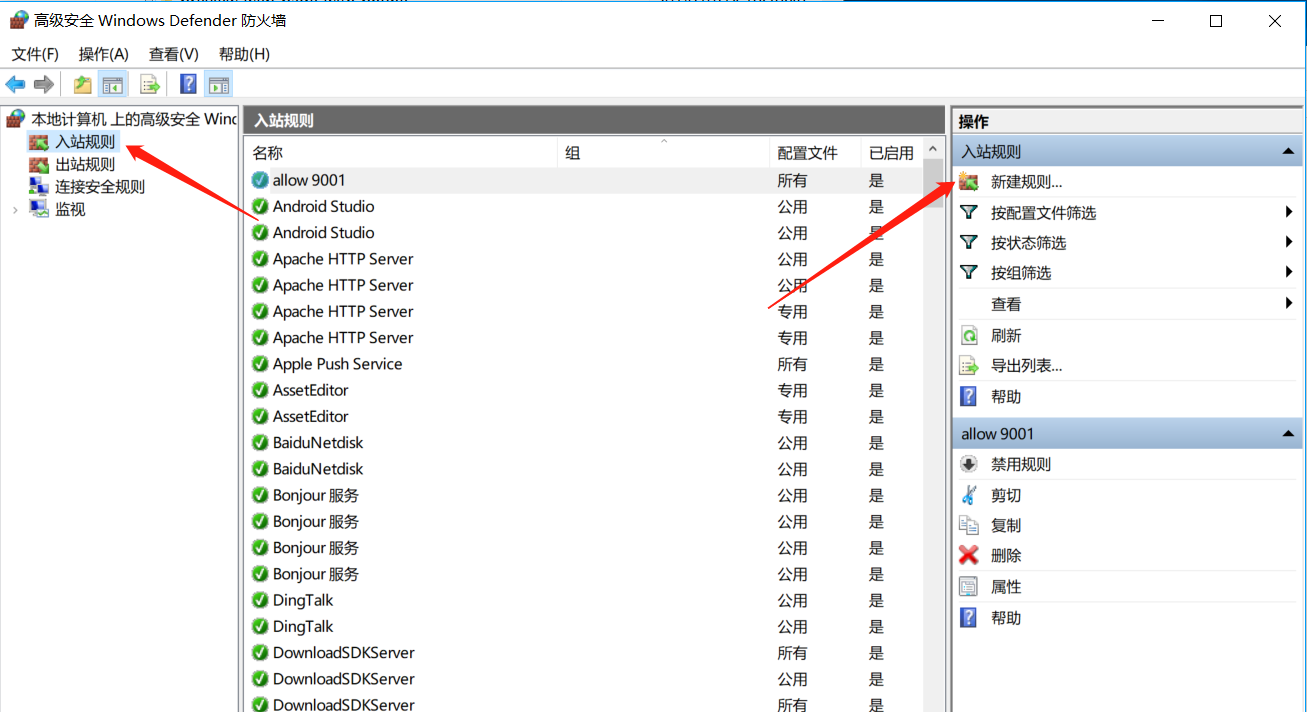 高级安全 Windows Defender 防火墙
文件(F) 操作(A) 查看(V) 帮助(H)
本地计算机 上的高级安全 Wind
入站规则
出站规则
连接安全规则
监视
入站规则
名称 组 配置文件 已启用
allow 9001 所有 是
Android Studio 公用 是
Android Studio 公用 是
Apache HTTP Server 公用 是
Apache HTTP Server 公用 是
Apache HTTP Server 专用 是
Apache HTTP Server 专用 是
Apple Push Service 所有 是
AssetEditor 专用 是
AssetEditor 专用 是
BaiduNetdisk 公用 是
BaiduNetdisk 公用 是
Bonjour 服务 公用 是
Bonjour 服务 公用 是
Bonjour 服务 公用 是
Bonjour 服务 公用 是
DingTalk 公用 是
DingTalk 公用 是
DownloadSDKServer 所有 是
DownloadSDKServer 公用 是
DownloadSDKServer 所有 是
操作
入站规则
新建规则...
按配置文件筛选
按状态筛选
按组筛选
查看
刷新
导出列表...
帮助
allow 9001
禁用规则
剪切
复制
删除
属性
帮助